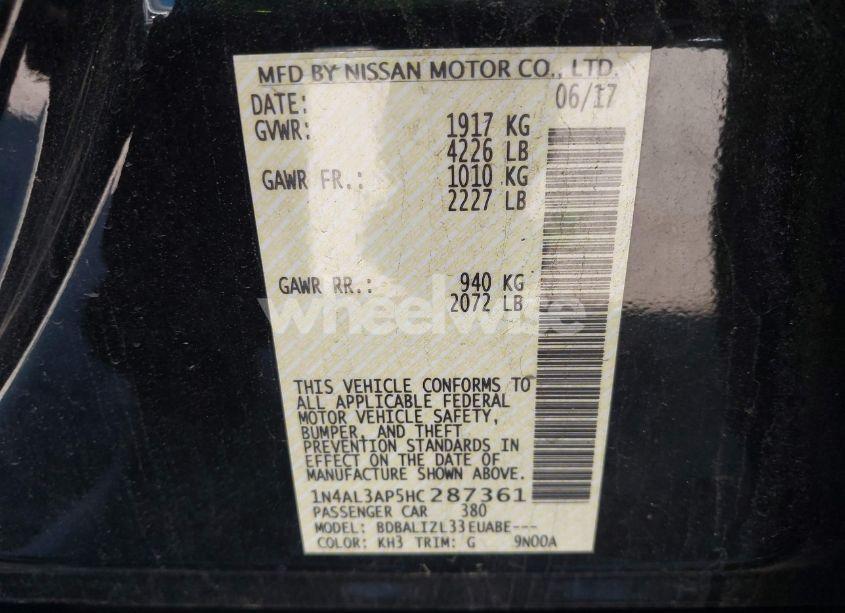 MFD BY NISSAN MOTOR CO., LTD.
DATE: 06/17
GVWR: 1917 KG
4226 LB
GAWR FR.: 1010 KG
2227 LB
GAWR RR.: 940 KG
2072 LB
wheelwise
THIS VEHICLE CONFORMS TO
ALL APPLICABLE FEDERAL
MOTOR VEHICLE SAFETY,
BUMPER, AND THEFT
PREVENTION STANDARDS IN
EFFECT ON THE DATE OF
MANUFACTURE SHOWN ABOVE.
1N4AL3AP5HC287361
PASSENGER CAR 380
MODEL: BDBALIZL33EUABE---
COLOR: KH3 TRIM: G 9N00A